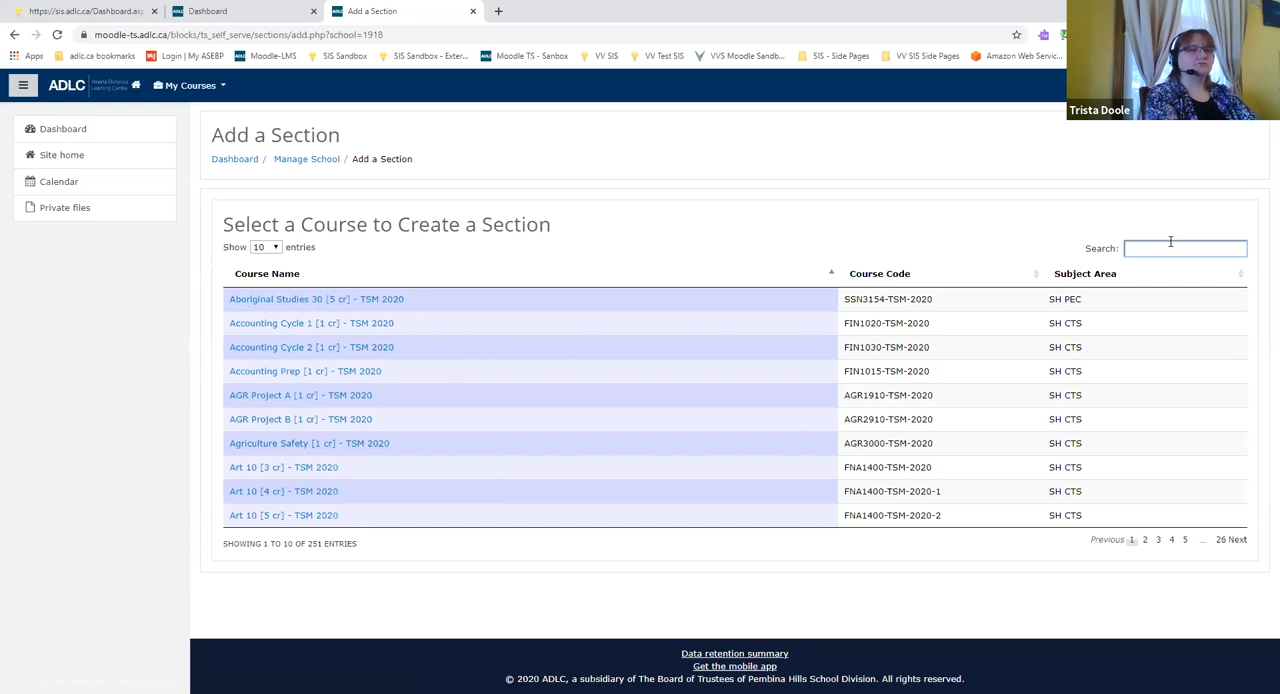 https://sis.adlc.ca/Dashboard.as
Dashboard
Add a Section
moodle-ts.adlc.ca/blocks/ts_self_serve/sections/add.php?school=1918
Apps
adlc.ca bookmarks
Login | My ASEBP
Moodle-LMS
SIS Sandbox
SIS Sandbox - Exter...
Moodle TS - Sanbox
VV SIS
VV Test SIS
VVS Moodle Sandb...
SIS - Side Pages
VV SIS Side Pages
Amazon Web Servic...
ADLC Alberta Distance Learning Centre
My Courses
Trista Doole
Dashboard
Site home
Calendar
Private files
Add a Section
Dashboard / Manage School / Add a Section
Select a Course to Create a Section
Show 10 entries
Search:
Course Name Course Code Subject Area
Aboriginal Studies 30 [5 cr] - TSM 2020 SSN3154-TSM-2020 SH PEC
Accounting Cycle 1 [1 cr] - TSM 2020 FIN1020-TSM-2020 SH CTS
Accounting Cycle 2 [1 cr] - TSM 2020 FIN1030-TSM-2020 SH CTS
Accounting Prep [1 cr] - TSM 2020 FIN1015-TSM-2020 SH CTS
AGR Project A [1 cr] - TSM 2020 AGR1910-TSM-2020 SH CTS
AGR Project B [1 cr] - TSM 2020 AGR2910-TSM-2020 SH CTS
Agriculture Safety [1 cr] - TSM 2020 AGR3000-TSM-2020 SH CTS
Art 10 [3 cr] - TSM 2020 FNA1400-TSM-2020 SH CTS
Art 10 [4 cr] - TSM 2020 FNA1400-TSM-2020-1 SH CTS
Art 10 [5 cr] - TSM 2020 FNA1400-TSM-2020-2 SH CTS
SHOWING 1 TO 10 OF 251 ENTRIES
Previous 1 2 3 4 5 ... 26 Next
Data retention summary
Get the mobile app
© 2020 ADLC, a subsidiary of The Board of Trustees of Pembina Hills School Division. All rights reserved.